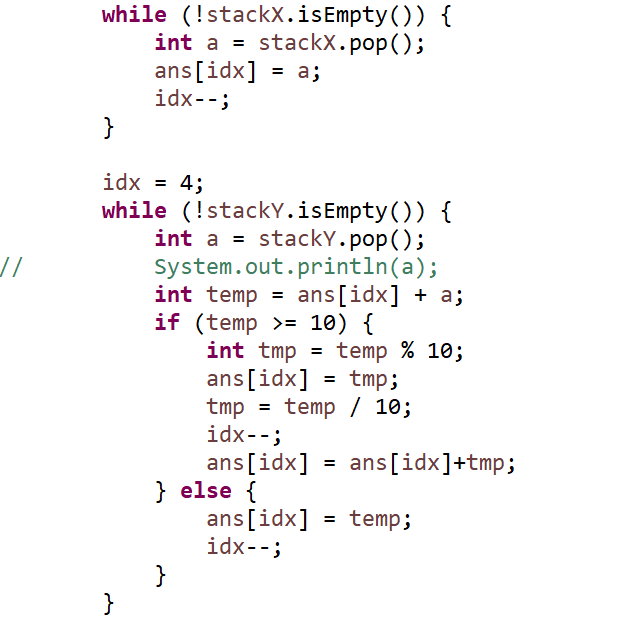 while (!stackX.isEmpty()) {
            int a = stackX.pop();
            ans[idx] = a;
            idx--;
        }

        idx = 4;
        while (!stackY.isEmpty()) {
            int a = stackY.pop();
//          System.out.println(a);
            int temp = ans[idx] + a;
            if (temp >= 10) {
                int tmp = temp % 10;
                ans[idx] = tmp;
                tmp = temp / 10;
                idx--;
                ans[idx] = ans[idx]+tmp;
            } else {
                ans[idx] = temp;
                idx--;
            }
        }